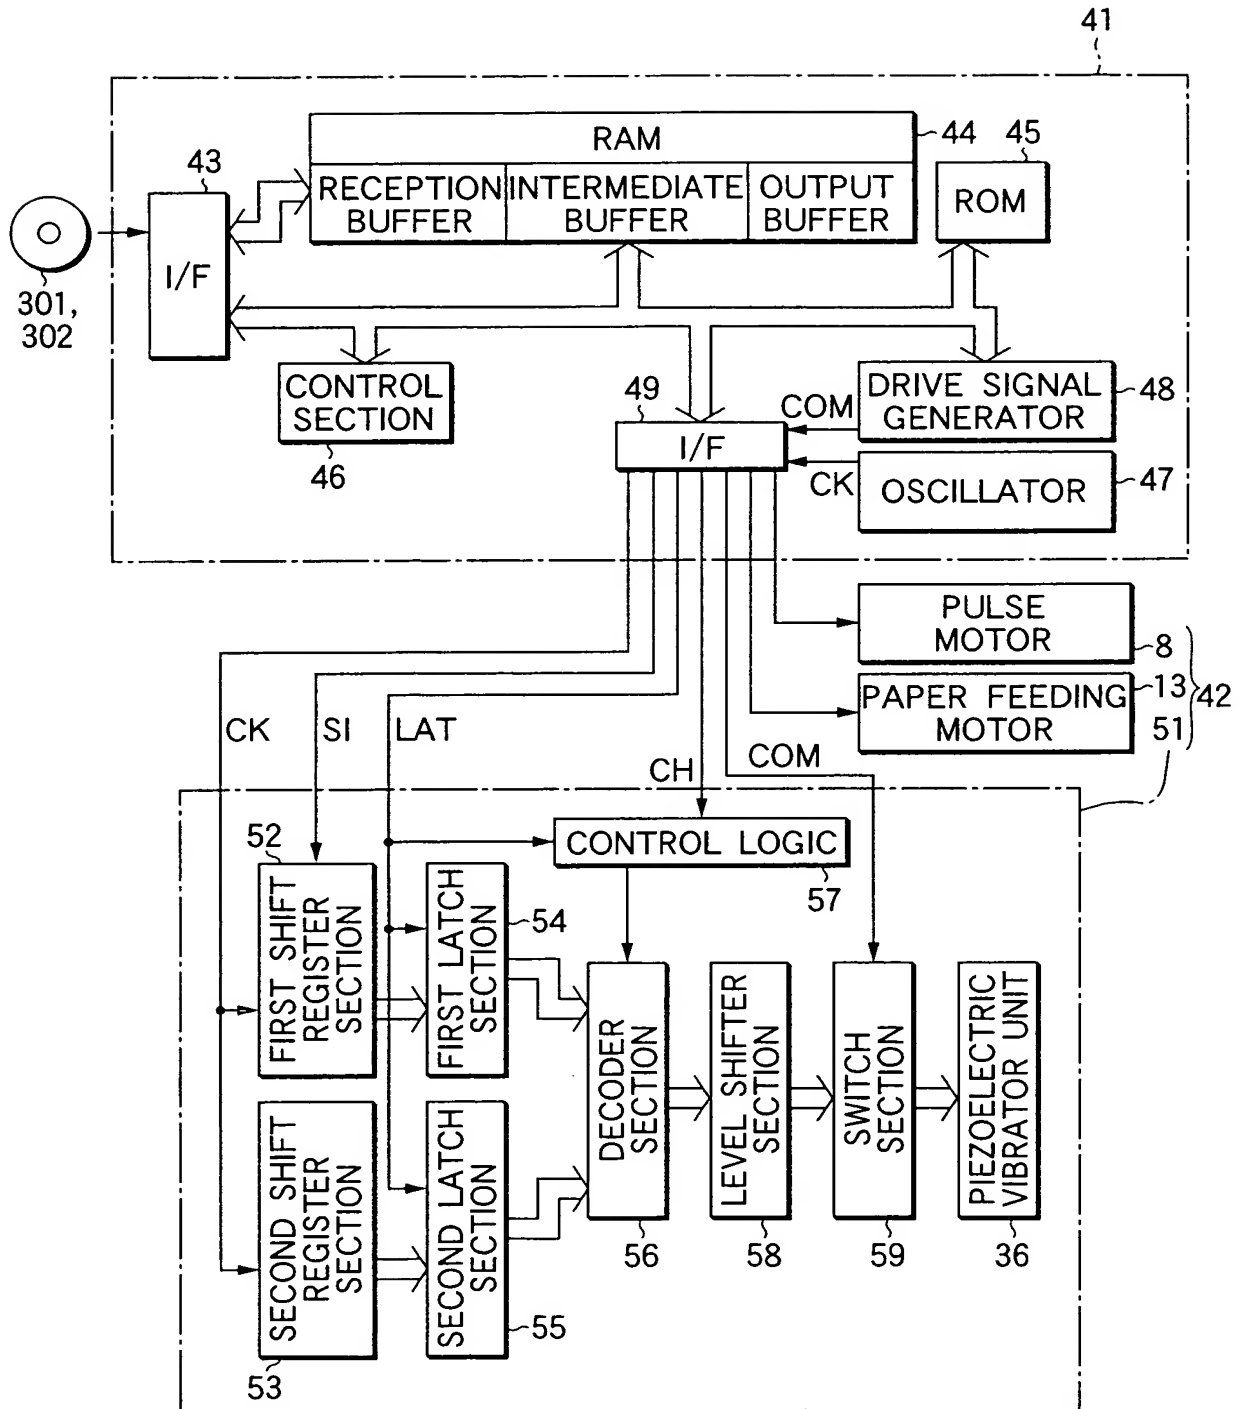 41
RAM
44
45
43
RECEPTION
BUFFER
INTERMEDIATE
BUFFER
OUTPUT
BUFFER
ROM
I/F
301,
302
CONTROL
SECTION
46
49
I/F
COM
DRIVE SIGNAL
GENERATOR
48
CK
OSCILLATOR
47
PULSE
MOTOR
8
PAPER FEEDING
MOTOR
13
42
51
CK
SI
LAT
CH
COM
CONTROL LOGIC
57
52
FIRST SHIFT
REGISTER
SECTION
FIRST LATCH
SECTION
54
DECODER
SECTION
56
LEVEL SHIFTER
SECTION
58
SWITCH
SECTION
59
PIEZOELECTRIC
VIBRATOR UNIT
36
SECOND SHIFT
REGISTER
SECTION
53
SECOND LATCH
SECTION
55